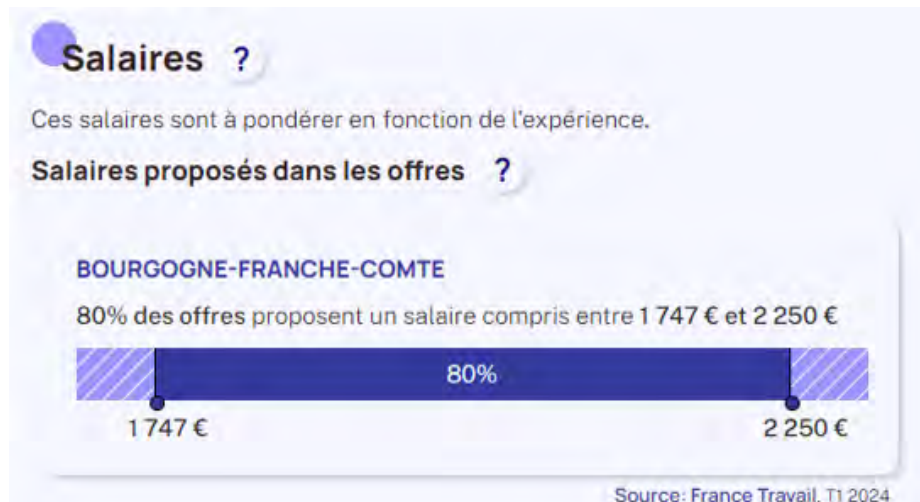 Salaires ?
Ces salaires sont à pondérer en fonction de l'expérience.
Salaires proposés dans les offres ?
BOURGOGNE-FRANCHE-COMTE
80% des offres proposent un salaire compris entre 1 747 € et 2 250 €
80%
1 747 € 2 250 €
Source: France Travail, T1 2024